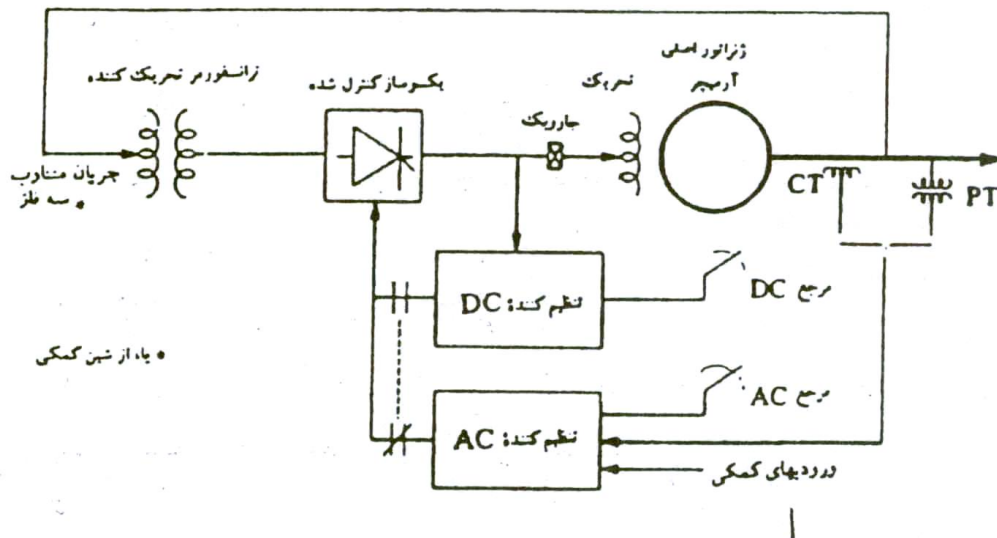 ژنراتور اصلی
آرمیچر
ترانسفورمر تحریک کننده
یکسوساز کنترل شده
تحریک
جاروبک
جریان متناوب
سه فاز *
CT
PT
تنظیم کننده DC
مرجع DC
* یا، از شین کمکی
تنظیم کننده AC
مرجع AC
ورودیهای کمکی